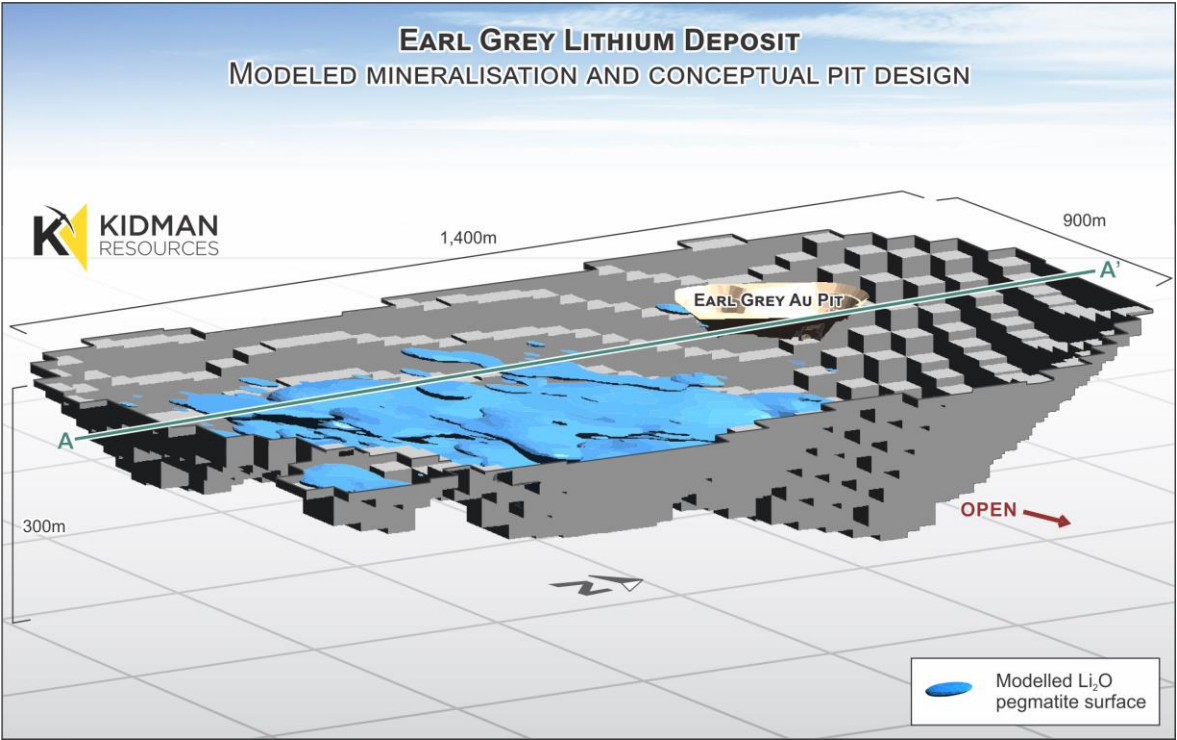 EARL GREY LITHIUM DEPOSIT
MODELED MINERALISATION AND CONCEPTUAL PIT DESIGN
KIDMAN
RESOURCES
1,400m
900m
A'
EARL GREY AU PIT
A
300m
OPEN
N
Modelled Li₂O
pegmatite surface